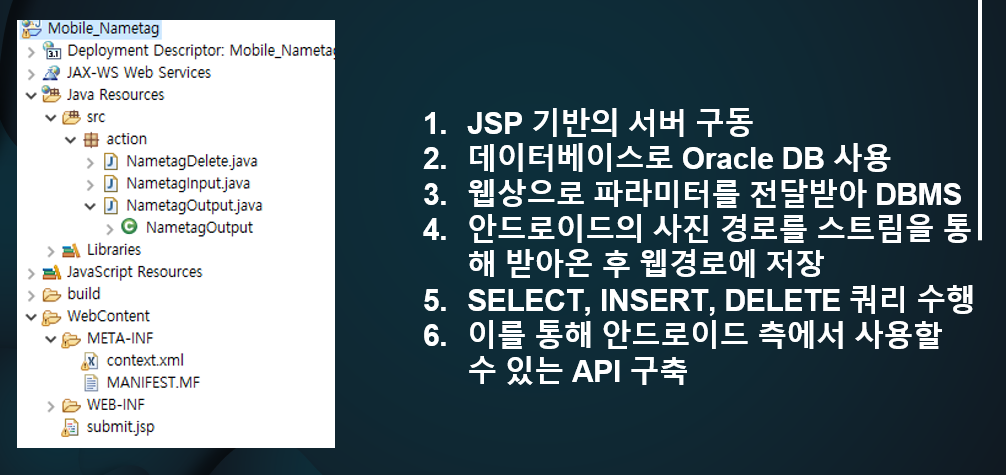 Mobile_Nametag
Deployment Descriptor: Mobile_Nametag
JAX-WS Web Services
Java Resources
src
action
NametagDelete.java
NametagInput.java
NametagOutput.java
NametagOutput
Libraries
JavaScript Resources
build
WebContent
META-INF
context.xml
MANIFEST.MF
WEB-INF
submit.jsp
1. JSP 기반의 서버 구동
2. 데이터베이스로 Oracle DB 사용
3. 웹상으로 파라미터를 전달받아 DBMS
4. 안드로이드의 사진 경로를 스트림을 통
해 받아온 후 웹경로에 저장
5. SELECT, INSERT, DELETE 쿼리 수행
6. 이를 통해 안드로이드 측에서 사용할
수 있는 API 구축